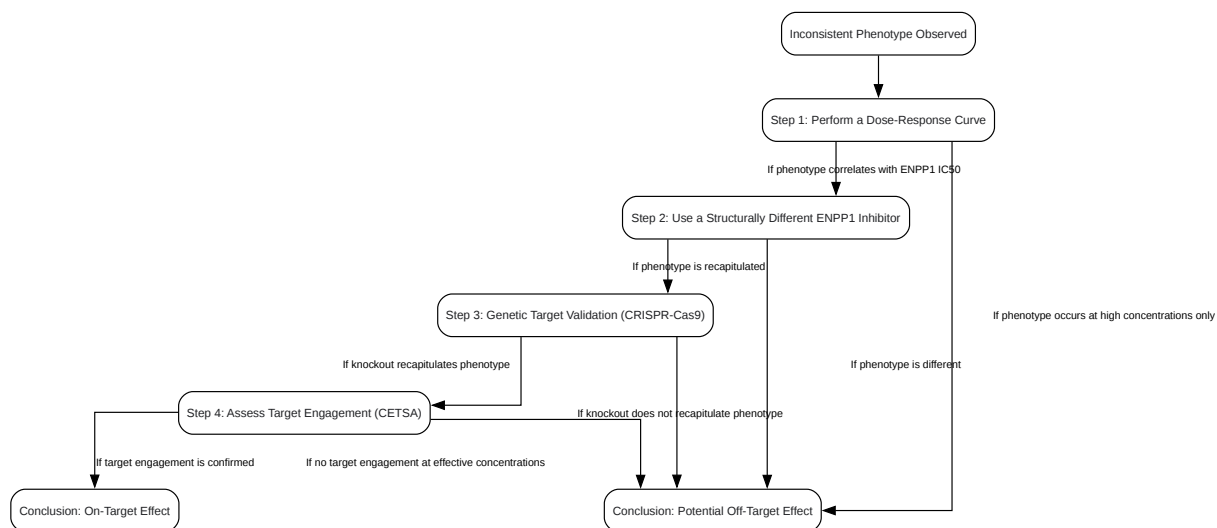 Inconsistent Phenotype Observed
Step 1: Perform a Dose-Response Curve
If phenotype correlates with ENPP1 IC50
Step 2: Use a Structurally Different ENPP1 Inhibitor
If phenotype is recapitulated
Step 3: Genetic Target Validation (CRISPR-Cas9)
If phenotype occurs at high concentrations only
If knockout recapitulates phenotype
If phenotype is different
Step 4: Assess Target Engagement (CETSA)
If knockout does not recapitulate phenotype
If target engagement is confirmed
If no target engagement at effective concentrations
Conclusion: On-Target Effect
Conclusion: Potential Off-Target Effect